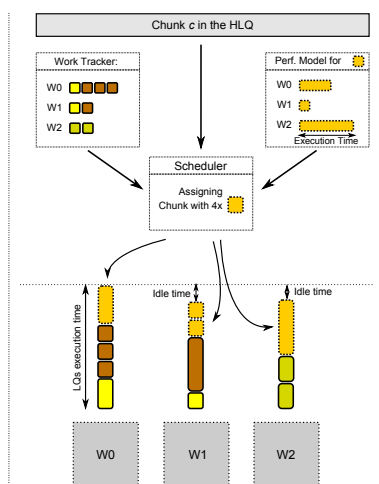 Chunk c in the HLQ
Work Tracker:
W0
W1
W2
Perf. Model for
W0
W1
W2
Execution Time
Scheduler
Assigning
Chunk with 4x
Idle time
Idle time
LQs execution time
W0
W1
W2